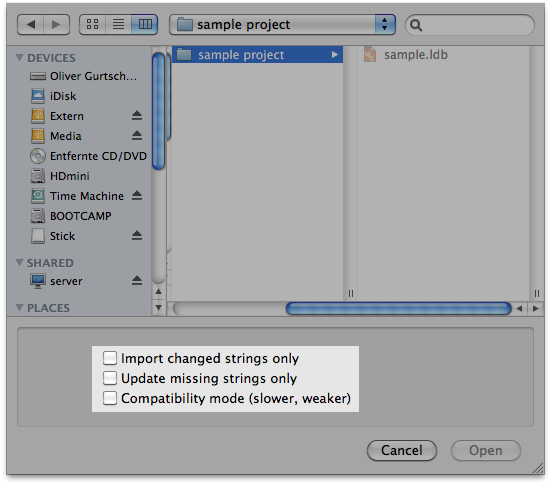 sample project
DEVICES
Oliver Gurtsch...
iDisk
Extern
Media
Entfernte CD/DVD
HDmini
Time Machine
BOOTCAMP
Stick
SHARED
server
PLACES
sample project
sample.ldb
Import changed strings only
Update missing strings only
Compatibility mode (slower, weaker)
Cancel
Open